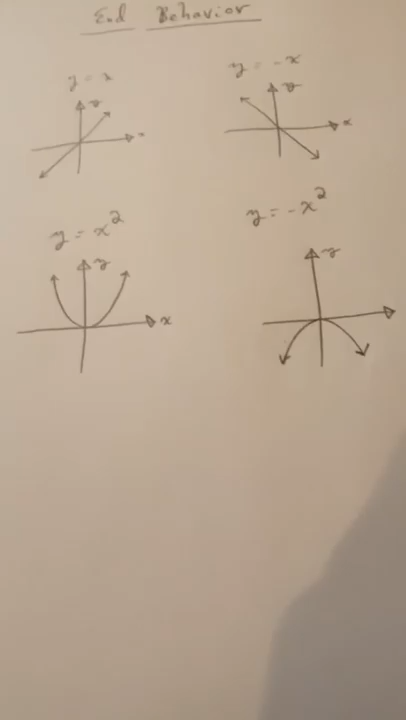 End Behavior
y = x
y
x
y = -x
y
x
y = x²
y
x
y = -x²
y